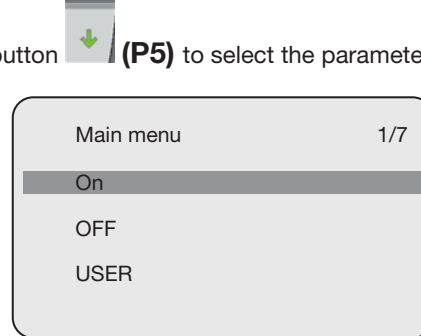 button (P5) to select the paramete
Main menu 1/7
On
OFF
USER